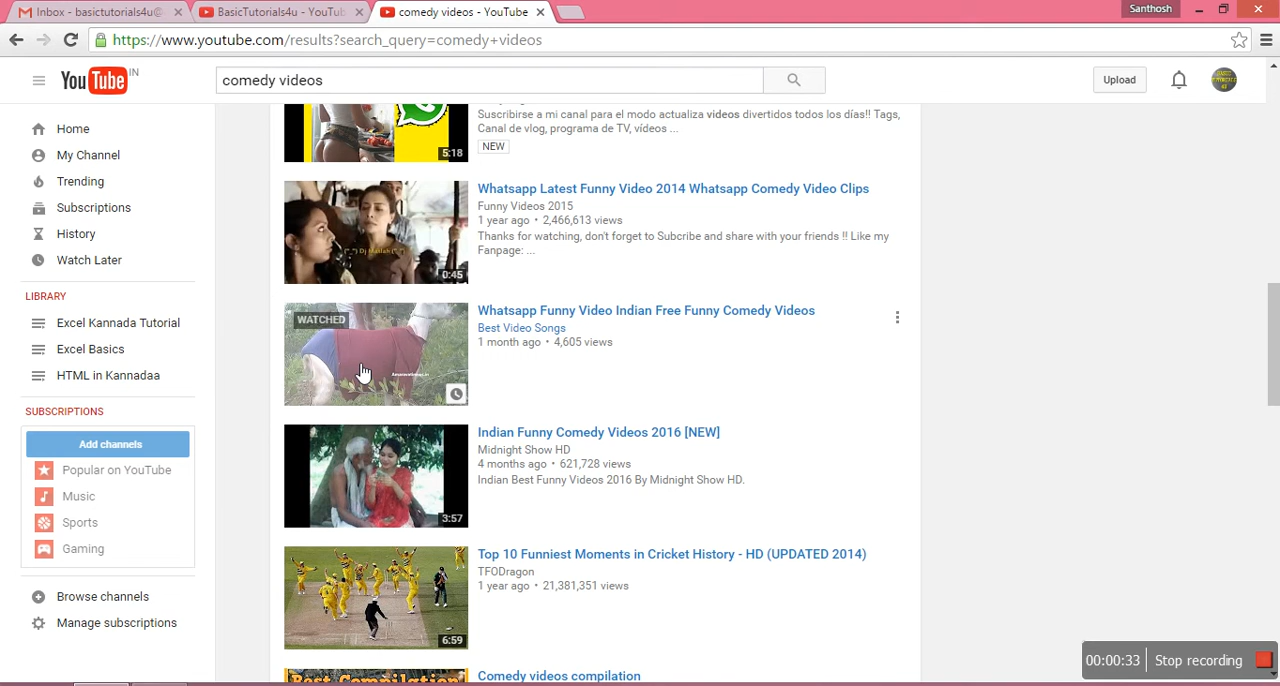 Inbox - basictutorials4u@
BasicTutorials4u - YouTub
comedy videos - YouTube
Santhosh
https://www.youtube.com/results?search_query=comedy+videos
YouTube IN
comedy videos
Upload
Home
My Channel
Trending
Subscriptions
History
Watch Later
LIBRARY
Excel Kannada Tutorial
Excel Basics
HTML in Kannadaa
SUBSCRIPTIONS
Add channels
Popular on YouTube
Music
Sports
Gaming
Browse channels
Manage subscriptions
5:18
Suscribirse a mi canal para el modo actualiza videos divertidos todos los días!! Tags,
Canal de vlog, programa de TV, vídeos ...
NEW
0:45
Whatsapp Latest Funny Video 2014 Whatsapp Comedy Video Clips
Funny Videos 2015
1 year ago • 2,466,613 views
Thanks for watching, don't forget to Subcribe and share with your friends !! Like my
Fanpage: ...
WATCHED
Whatsapp Funny Video Indian Free Funny Comedy Videos
Best Video Songs
1 month ago • 4,605 views
3:57
Indian Funny Comedy Videos 2016 [NEW]
Midnight Show HD
4 months ago • 621,728 views
Indian Best Funny Videos 2016 By Midnight Show HD.
6:59
Top 10 Funniest Moments in Cricket History - HD (UPDATED 2014)
TFODragon
1 year ago • 21,381,351 views
Best Compilation
Comedy videos compilation
00:00:33
Stop recording